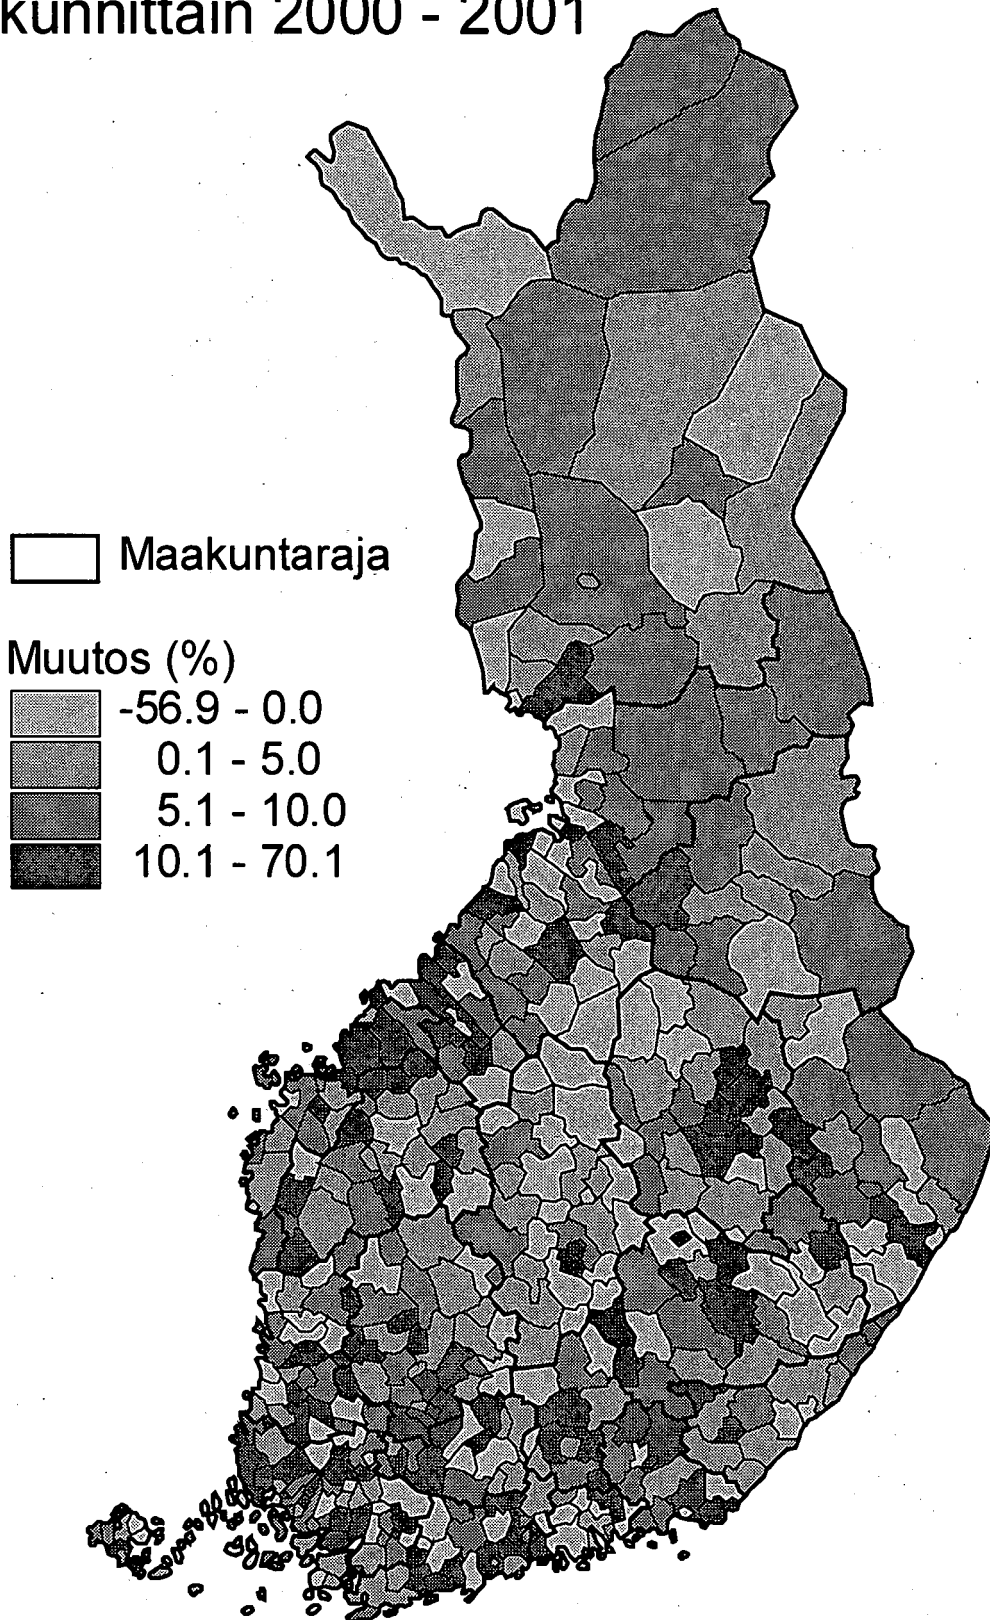 kunnittain 2000 - 2001
Maakuntaraja
Muutos (%)
-56.9 - 0.0
0.1 - 5.0
5.1 - 10.0
10.1 - 70.1